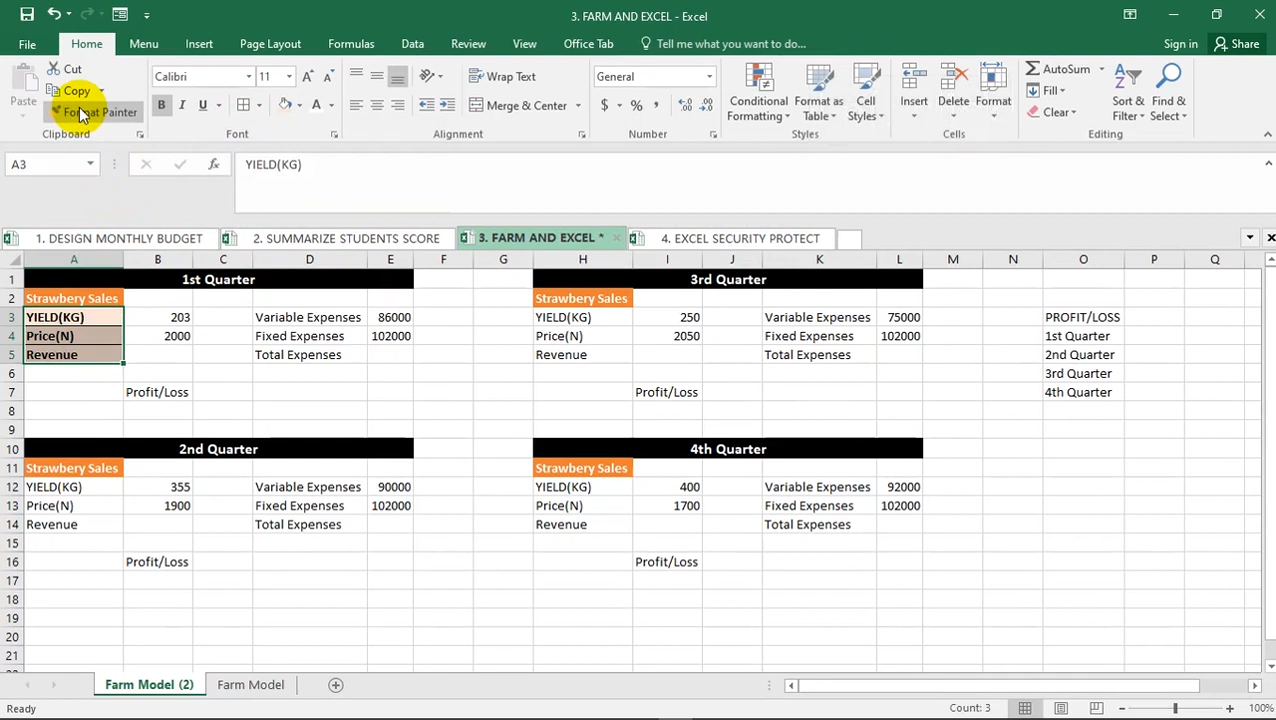 3. FARM AND EXCEL - Excel
File Home Menu Insert Page Layout Formulas Data Review View Office Tab Tell me what you want to do... Sign in Share
Cut
Copy
Format Painter
Paste
Clipboard
Calibri 11
B I U A
Font
Wrap Text
Merge & Center
Alignment
General
$ % ,
Number
Conditional Formatting
Format as Table
Cell Styles
Styles
Insert Delete Format
Cells
AutoSum
Fill
Clear
Sort & Filter
Find & Select
Editing
A3 fx YIELD(KG)
1. DESIGN MONTHLY BUDGET 2. SUMMARIZE STUDENTS SCORE 3. FARM AND EXCEL * 4. EXCEL SECURITY PROTECT
A B C D E F G H I J K L M N O P Q
1 1st Quarter 3rd Quarter
2 Strawbery Sales Strawbery Sales
3 YIELD(KG) 203 Variable Expenses 86000 YIELD(KG) 250 Variable Expenses 75000 PROFIT/LOSS
4 Price(N) 2000 Fixed Expenses 102000 Price(N) 2050 Fixed Expenses 102000 1st Quarter
5 Revenue Total Expenses Revenue Total Expenses 2nd Quarter
6 3rd Quarter
7 Profit/Loss Profit/Loss 4th Quarter
8
9
10 2nd Quarter 4th Quarter
11 Strawbery Sales Strawbery Sales
12 YIELD(KG) 355 Variable Expenses 90000 YIELD(KG) 400 Variable Expenses 92000
13 Price(N) 1900 Fixed Expenses 102000 Price(N) 1700 Fixed Expenses 102000
14 Revenue Total Expenses Revenue Total Expenses
15
16 Profit/Loss Profit/Loss
17
18
19
20
21
Farm Model (2) Farm Model
Ready Count: 3 100%